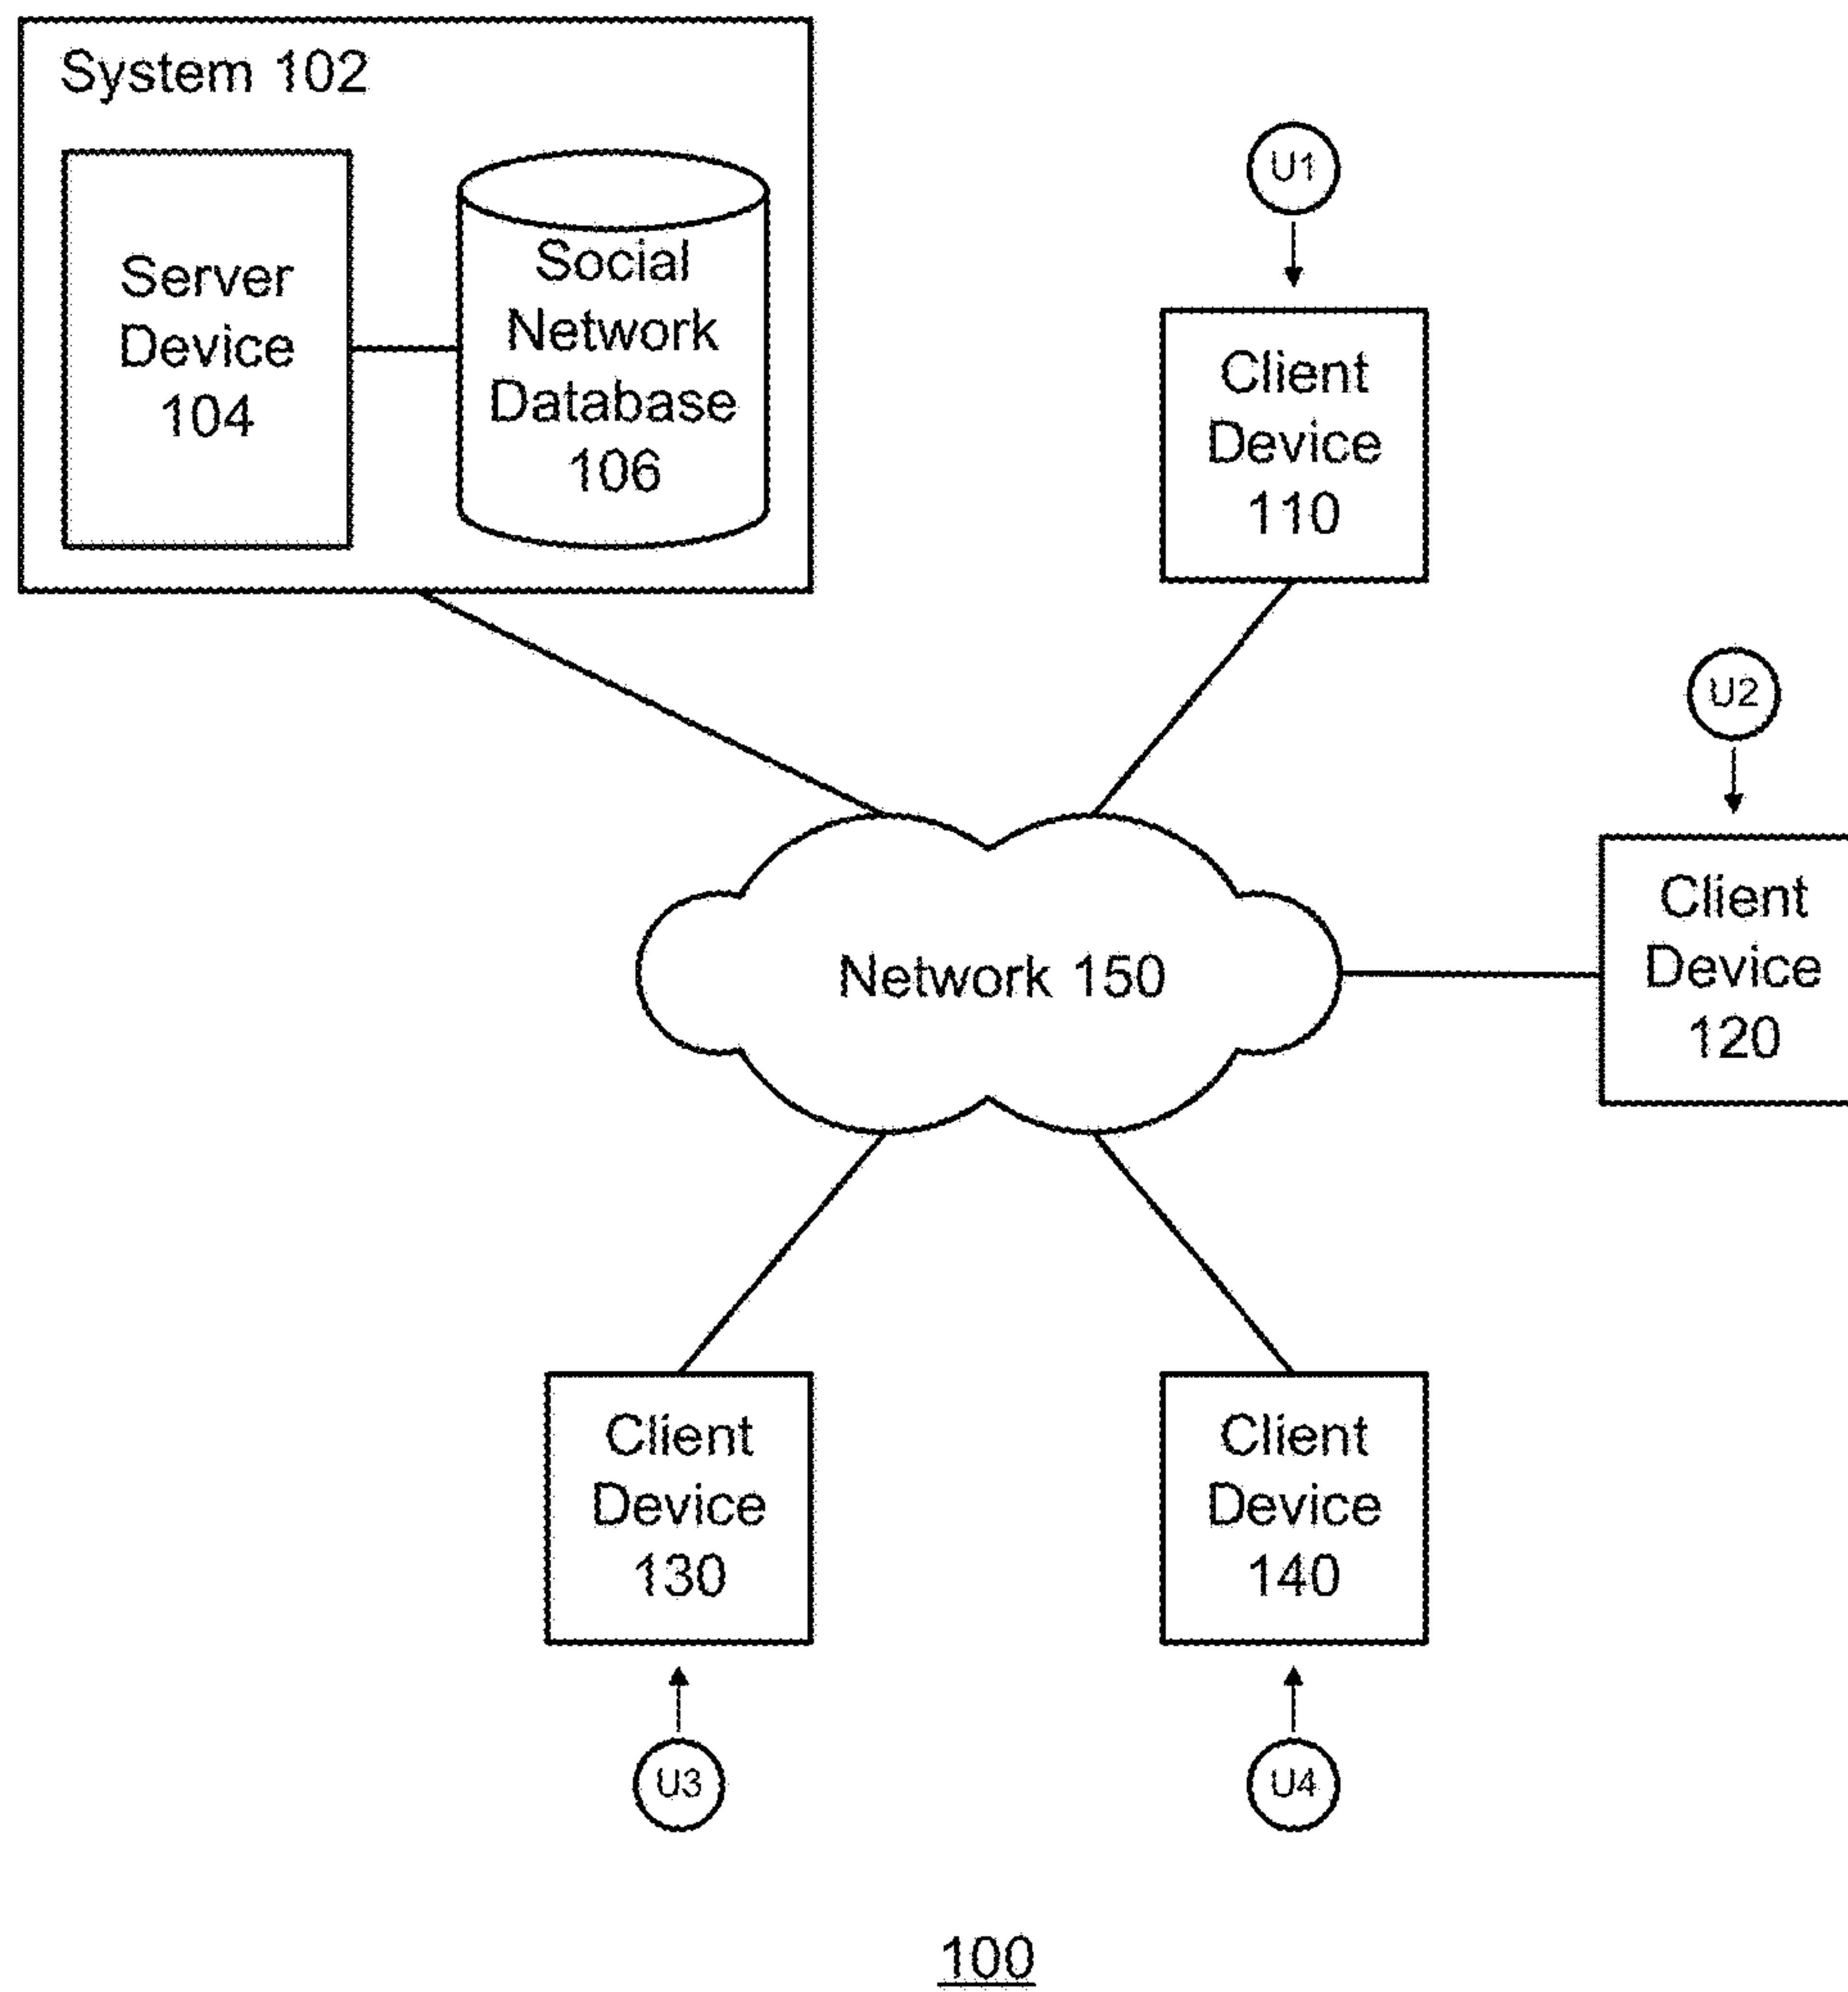 System 102
Server
Device
104
Social
Network
Database
106
U1
Client
Device
110
U2
Client
Device
120
Network 150
Client
Device
130
Client
Device
140
U3
U4
100